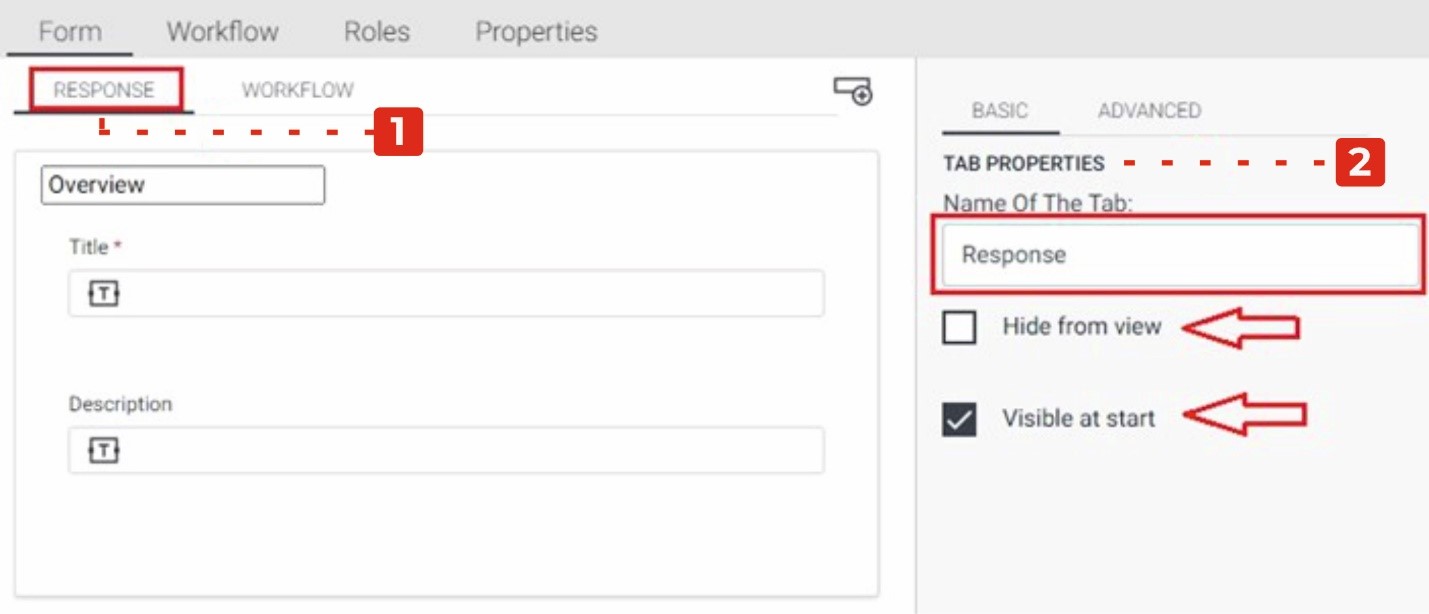 Form Workflow Roles Properties
RESPONSE WORKFLOW
1
Overview
Title *
T
Description
T
BASIC ADVANCED
TAB PROPERTIES
2
Name Of The Tab:
Response
Hide from view
Visible at start